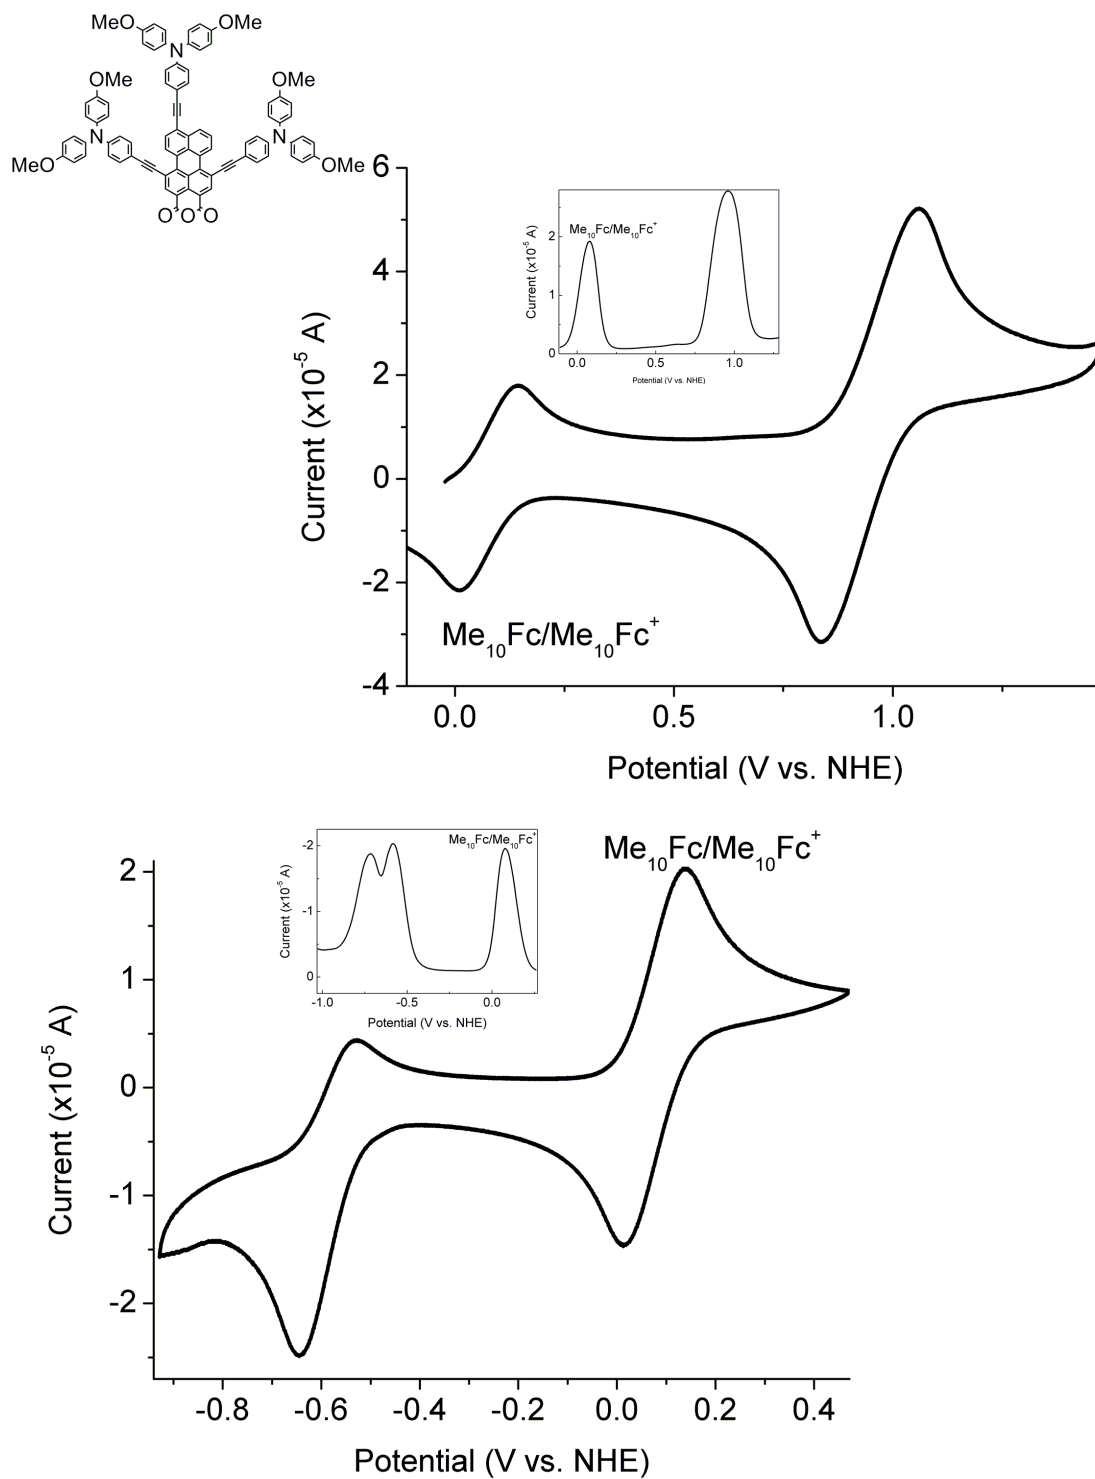 MeO OMe
N
OMe OMe
N N
MeO OMe
O O O
6
4
2
0
-2
-4
Current (x10⁻⁵ A)
Me₁₀Fc/Me₁₀Fc⁺
2
1
0
Current (x10⁻⁵ A)
0.0 0.5 1.0
Potential (V vs. NHE)
Me₁₀Fc/Me₁₀Fc⁺
0.0 0.5 1.0
Potential (V vs. NHE)
Me₁₀Fc/Me₁₀Fc⁺
-2
-1
0
Current (x10⁻⁵ A)
-1.0 -0.5 0.0
Potential (V vs. NHE)
Me₁₀Fc/Me₁₀Fc⁺
2
1
0
-1
-2
Current (x10⁻⁵ A)
-0.8 -0.6 -0.4 -0.2 0.0 0.2 0.4
Potential (V vs. NHE)